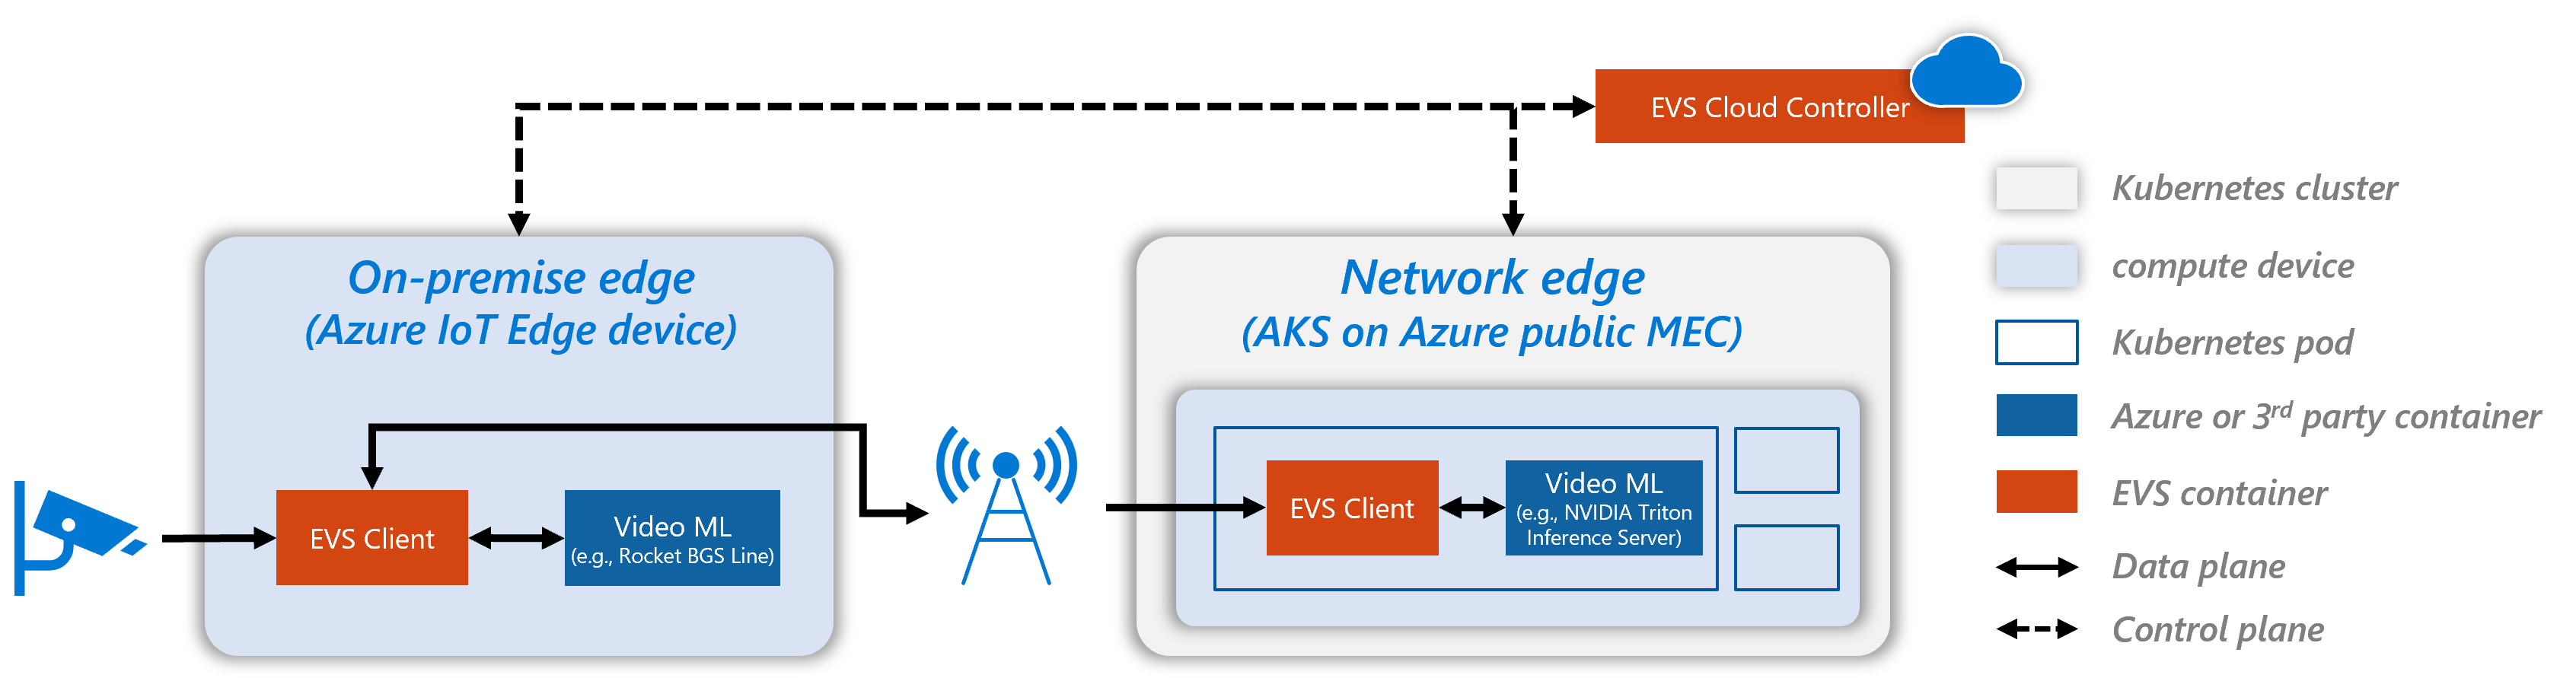 EVS Cloud Controller
On-premise edge
(Azure IoT Edge device)
EVS Client
Video ML
(e.g., Rocket BGS Line)
Network edge
(AKS on Azure public MEC)
EVS Client
Video ML
(e.g., NVIDIA Triton
Inference Server)
Kubernetes cluster
compute device
Kubernetes pod
Azure or 3rd party container
EVS container
Data plane
Control plane